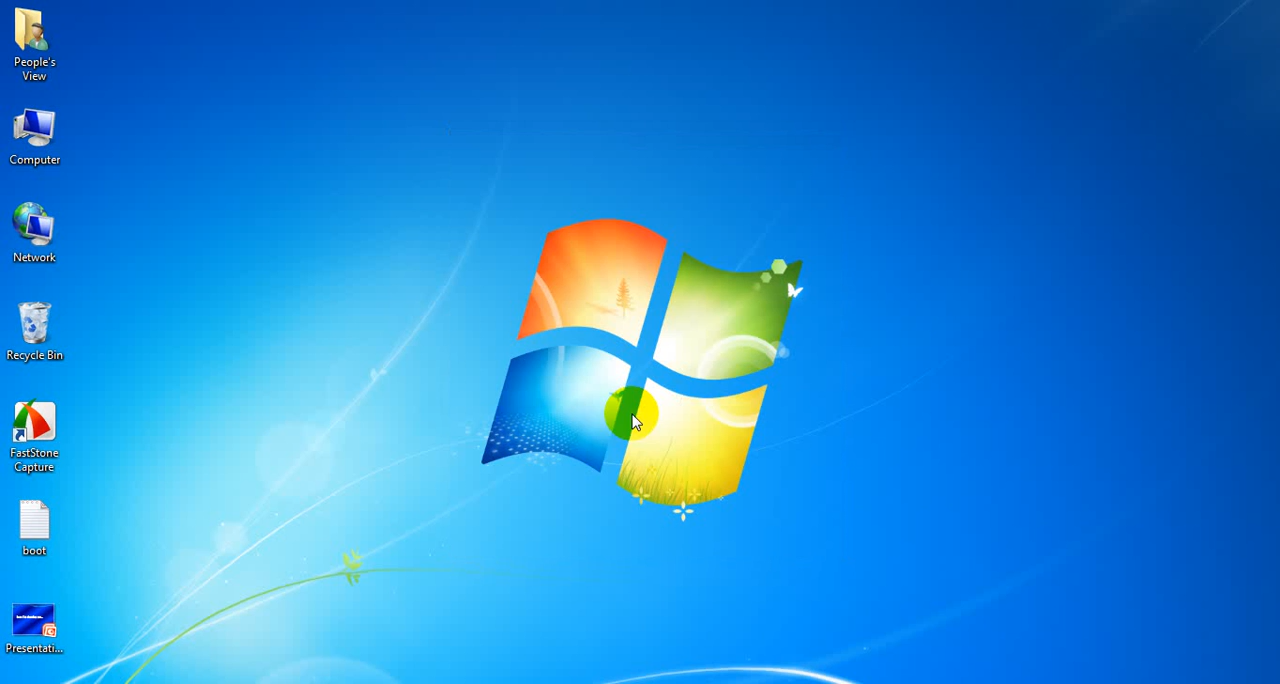 People's
View
Computer
Network
Recycle Bin
FastStone
Capture
boot
Presentati...